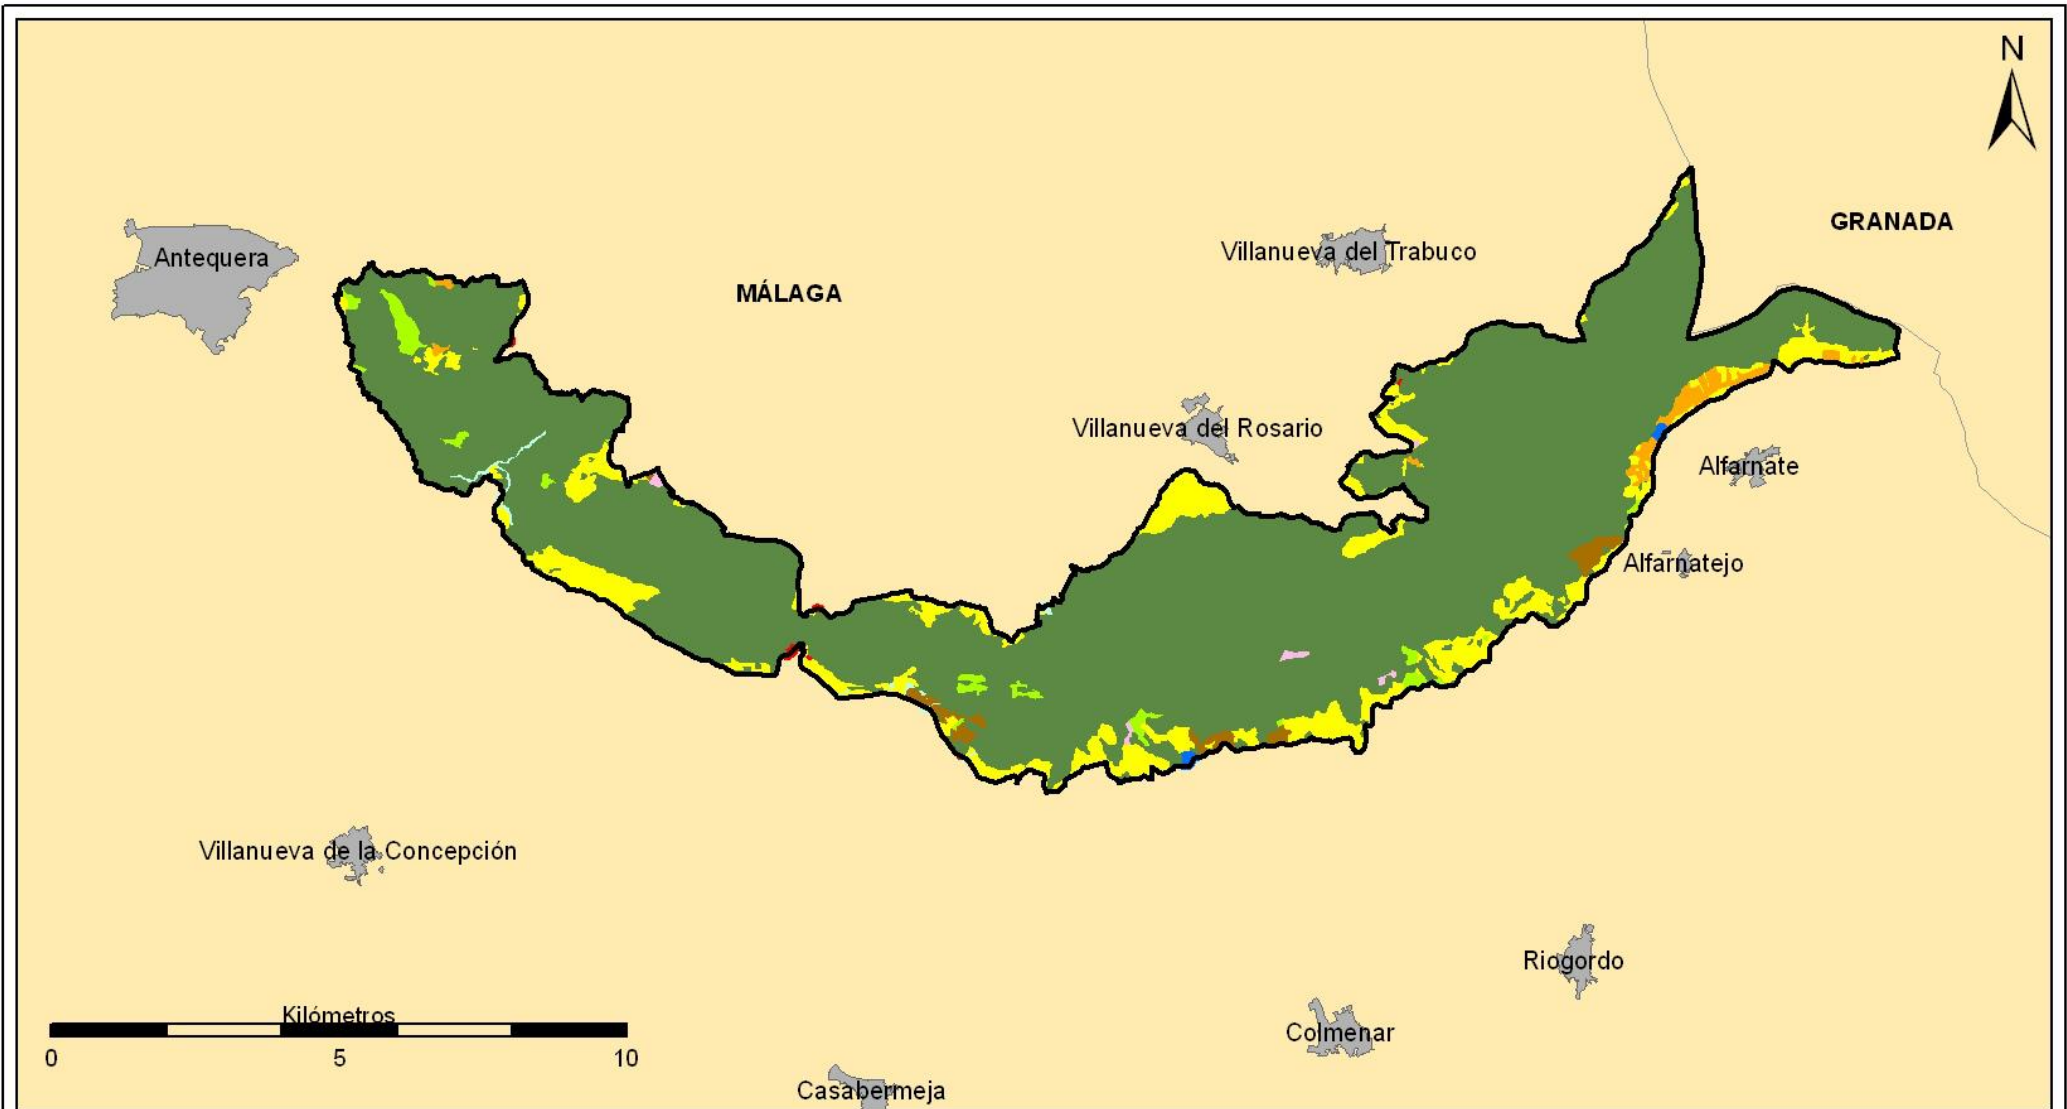 N
GRANADA
Villanueva del Trabuco
Antequera
MÁLAGA
Villanueva del Rosario
Alfarnate
Alfarnatejo
Villanueva de la Concepción
Riogordo
Kilómetros
0 5 10
Colmenar
Casabermeja